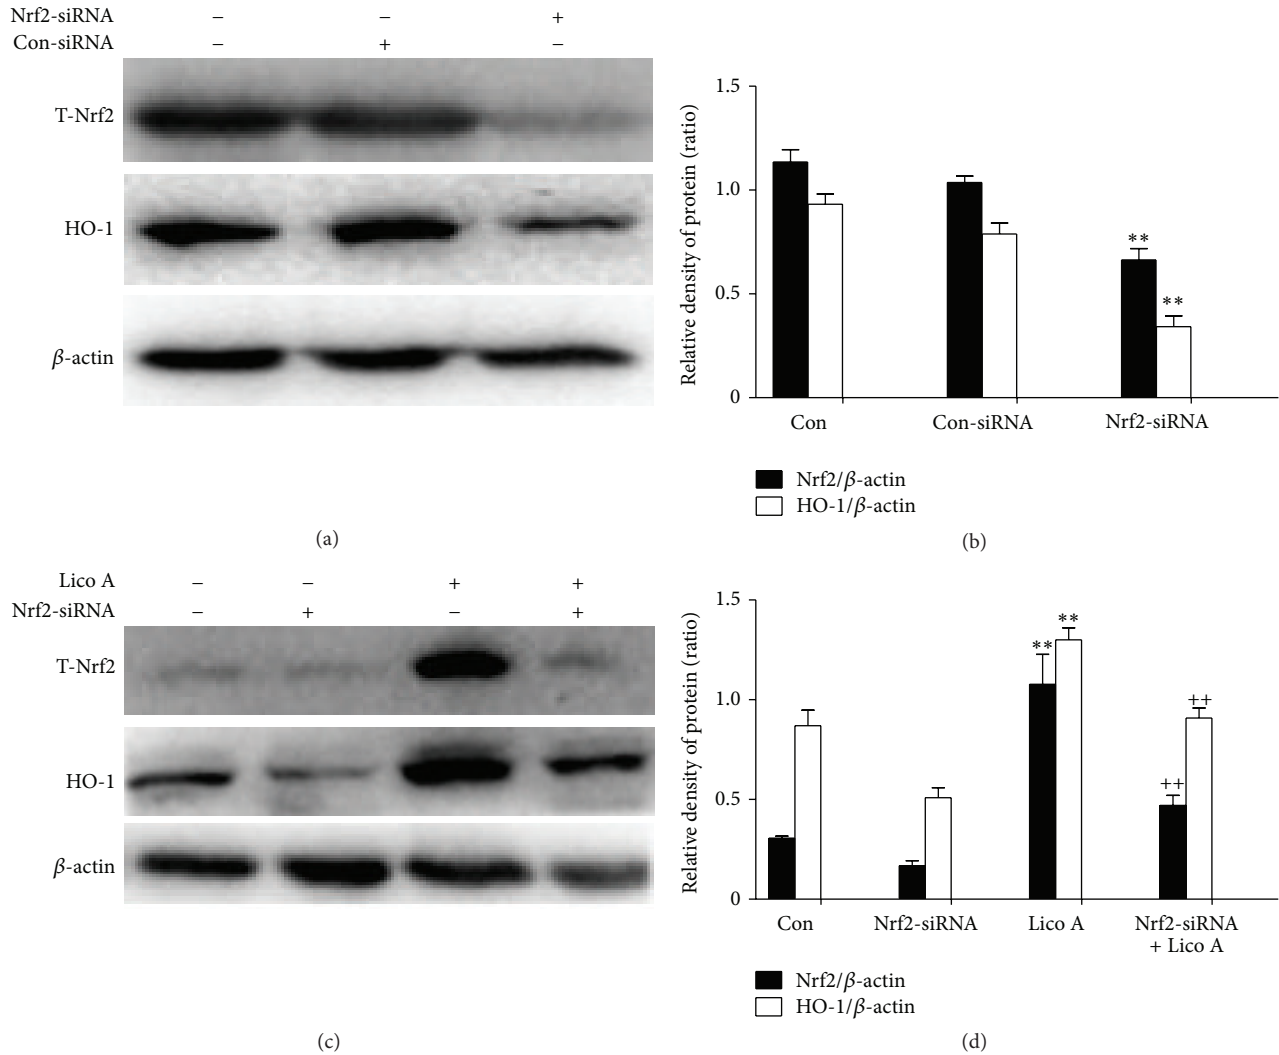 Nrf2-siRNA − − +
Con-siRNA − + −
T-Nrf2
HO-1
β-actin
(a)
Relative density of protein (ratio)
1.5
1.0
0.5
0
**
**
Con Con-siRNA Nrf2-siRNA
Nrf2/β-actin
HO-1/β-actin
(b)
Lico A − − + +
Nrf2-siRNA − + − +
T-Nrf2
HO-1
β-actin
(c)
Relative density of protein (ratio)
1.5
1.0
0.5
0
**
**
++
++
Con Nrf2-siRNA Lico A Nrf2-siRNA
+ Lico A
Nrf2/β-actin
HO-1/β-actin
(d)